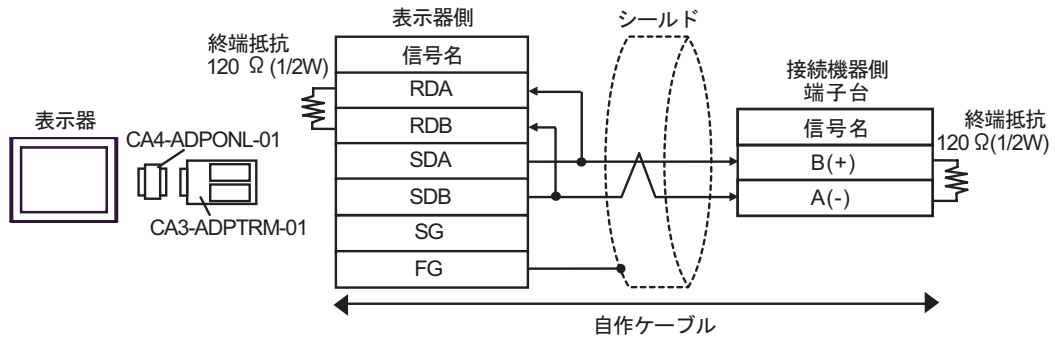 表示器側
シールド
終端抵抗
120 Ω (1/2W)
信号名
RDA
RDB
SDA
SDB
SG
FG
接続機器側
端子台
信号名
B(+)
A(-)
終端抵抗
120 Ω(1/2W)
表示器
CA4-ADPONL-01
CA3-ADPTRM-01
自作ケーブル